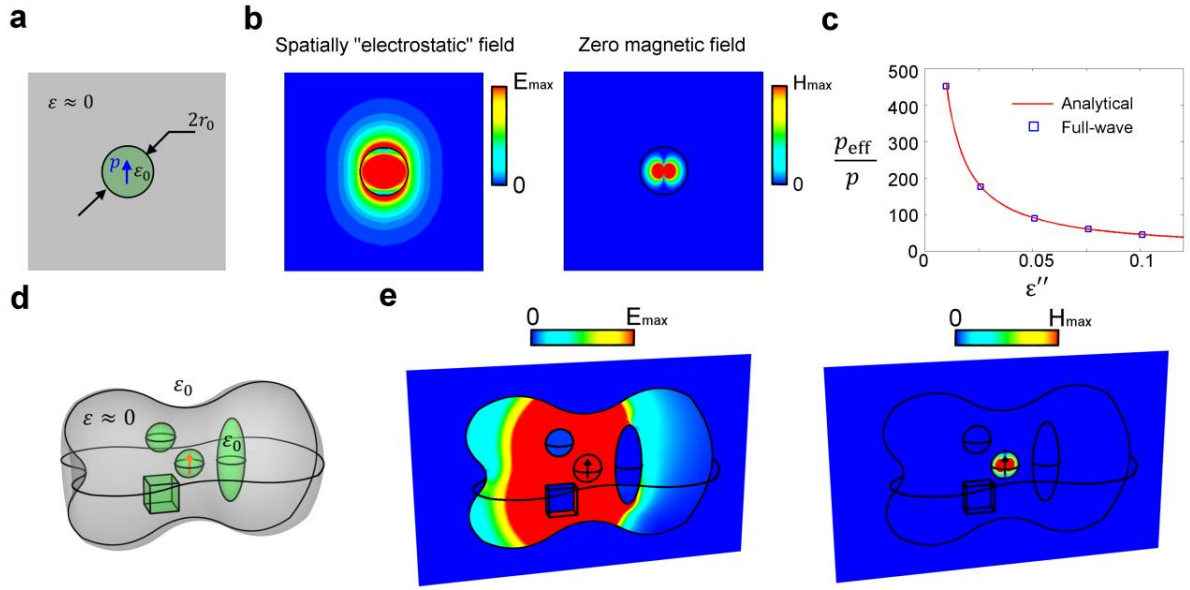 a
b
c
Spatially "electrostatic" field
Zero magnetic field
ε ≈ 0
2r₀
p
ε₀
Emax
0
Hmax
0
500
400
300
200
100
0
p_eff
p
Analytical
Full-wave
0
0.05
0.1
ε′′
d
e
ε₀
ε ≈ 0
ε₀
0
Emax
0
Hmax